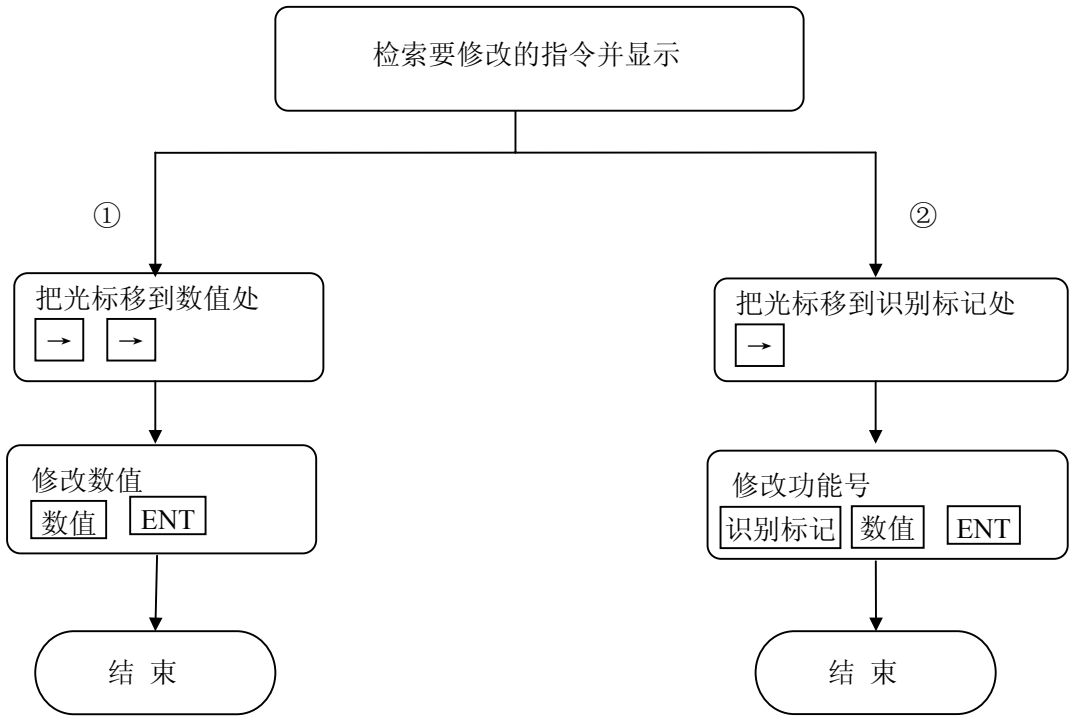 检索要修改的指令并显示
①
②
把光标移到数值处
→ →
把光标移到识别标记处
→
修改数值
数值 ENT
修改功能号
识别标记 数值 ENT
结 束
结 束